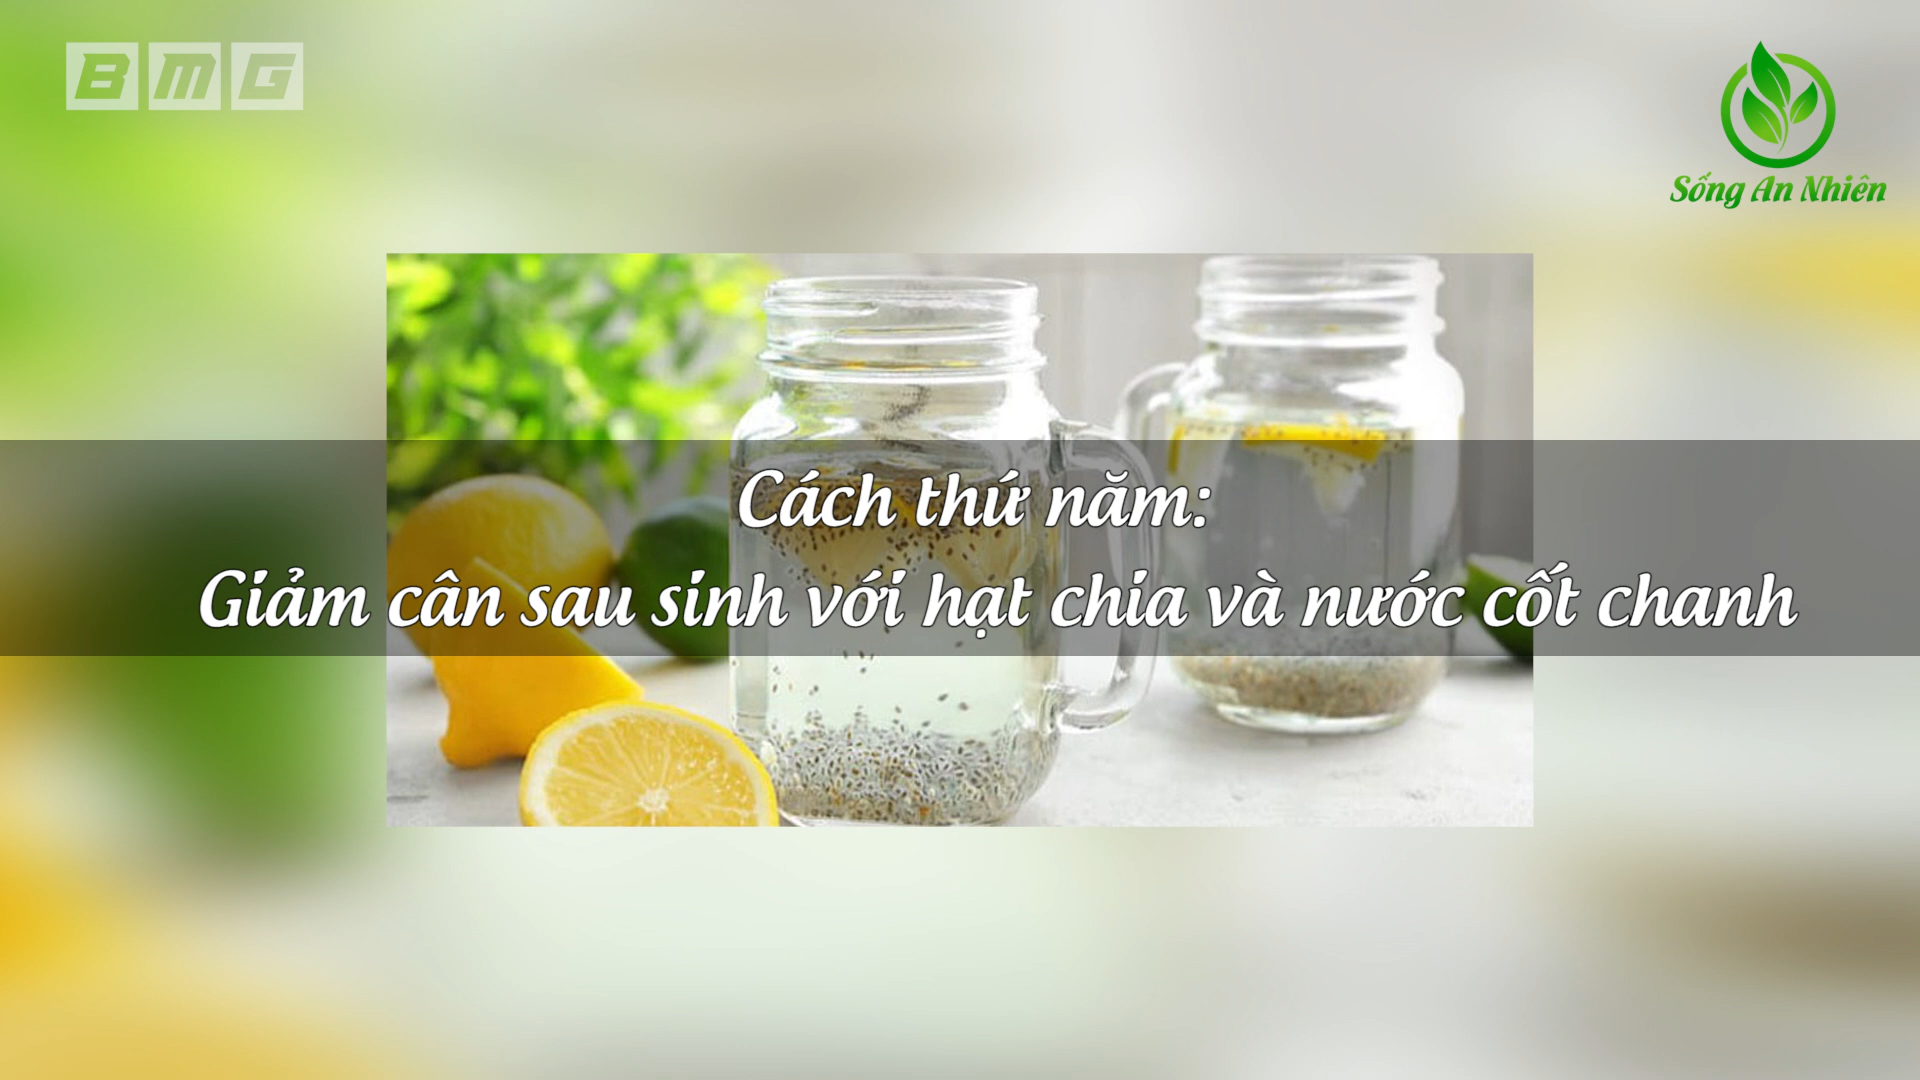 BMG
Sống An Nhiên
Cách thứ năm:
Giảm cân sau sinh với hạt chia và nước cốt chanh